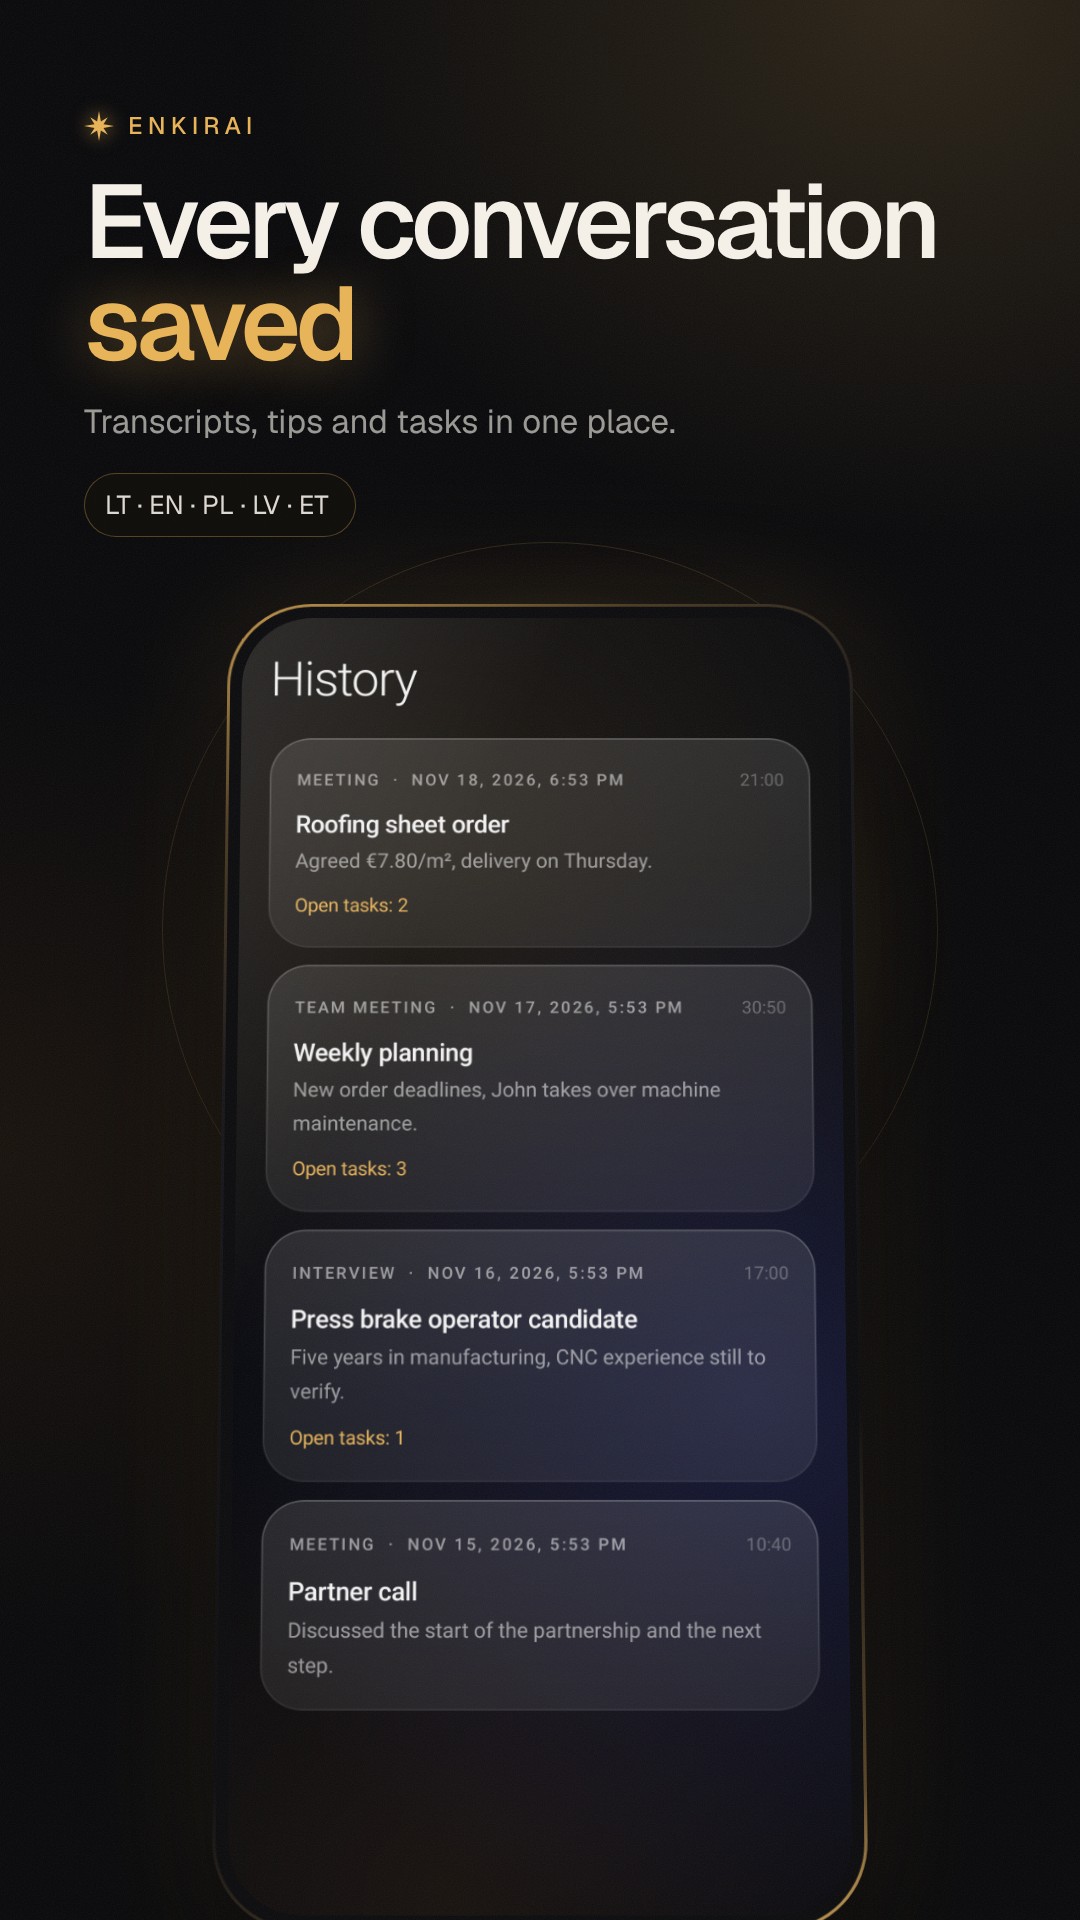 ENKIRAI
Every conversation
saved
Transcripts, tips and tasks in one place.
LT · EN · PL · LV · ET
History
MEETING · NOV 18, 2026, 6:53 PM 21:00
Roofing sheet order
Agreed €7.80/m², delivery on Thursday.
Open tasks: 2
TEAM MEETING · NOV 17, 2026, 5:53 PM 30:50
Weekly planning
New order deadlines, John takes over machine
maintenance.
Open tasks: 3
INTERVIEW · NOV 16, 2026, 5:53 PM 17:00
Press brake operator candidate
Five years in manufacturing, CNC experience still to
verify.
Open tasks: 1
MEETING · NOV 15, 2026, 5:53 PM 10:40
Partner call
Discussed the start of the partnership and the next
step.